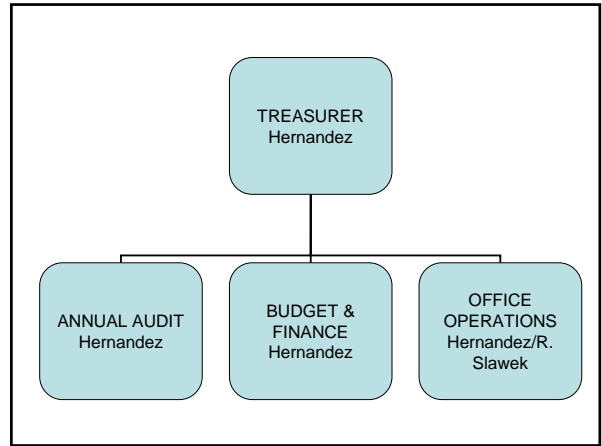 TREASURER
Hernandez
ANNUAL AUDIT
Hernandez
BUDGET &
FINANCE
Hernandez
OFFICE
OPERATIONS
Hernandez/R.
Slawek